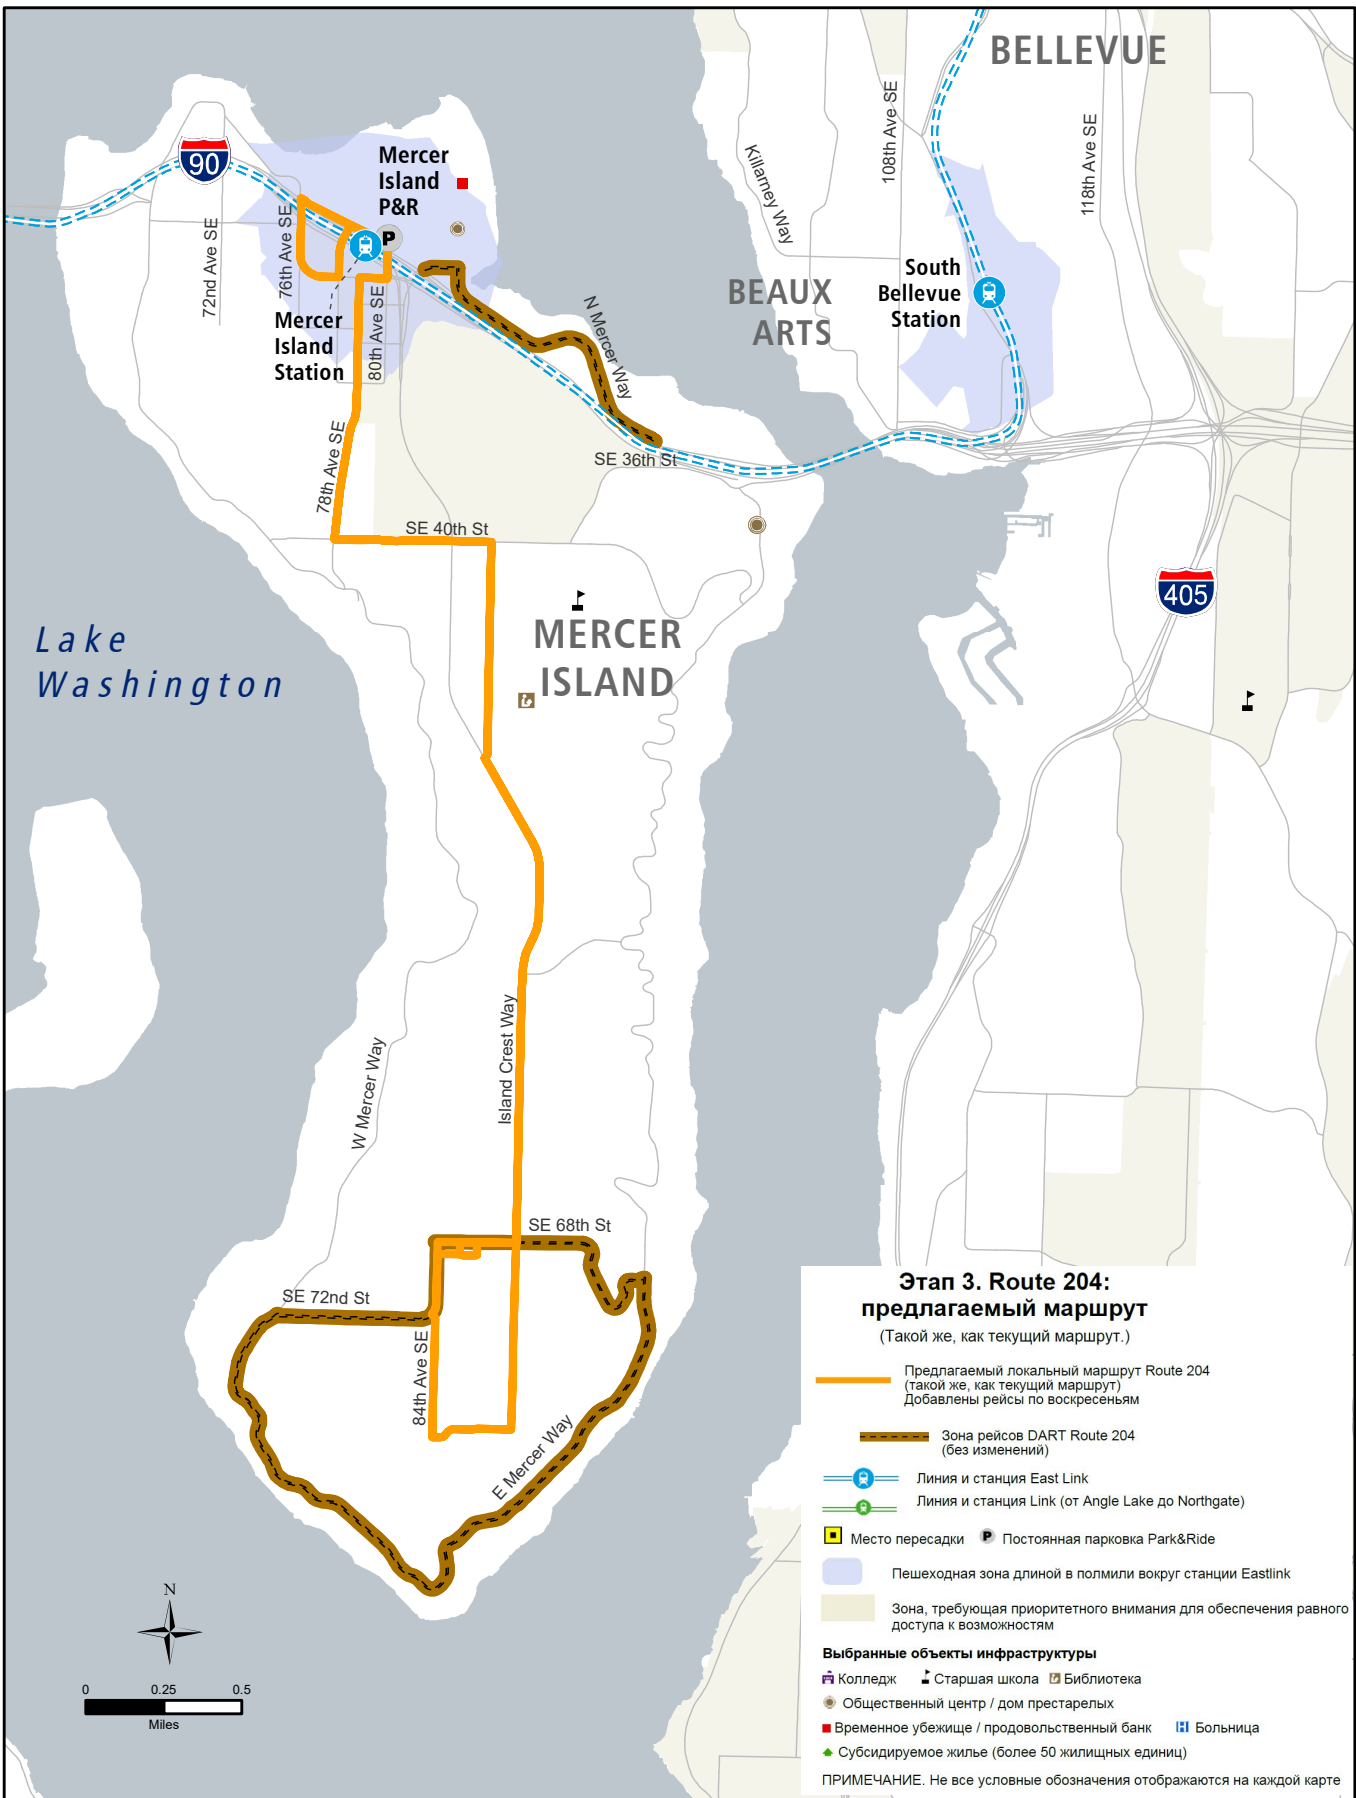 BELLEVUE
90
Mercer
Island
P&R
72nd Ave SE
76th Ave SE
80th Ave SE
Mercer
Island
Station
N Mercer Way
Killarney Way
108th Ave SE
118th Ave SE
BEAUX
ARTS
South
Bellevue
Station
78th Ave SE
SE 36th St
SE 40th St
405
MERCER
ISLAND
Lake
Washington
Island Crest Way
W Mercer Way
SE 68th St
SE 72nd St
84th Ave SE
E Mercer Way
N
0 0.25 0.5
Miles
Этап 3. Route 204:
предлагаемый маршрут
(Такой же, как текущий маршрут.)
Предлагаемый локальный маршрут Route 204
(такой же, как текущий маршрут)
Добавлены рейсы по воскресеньям
Зона рейсов DART Route 204
(без изменений)
Линия и станция East Link
Линия и станция Link (от Angle Lake до Northgate)
Место пересадки P Постоянная парковка Park&Ride
Пешеходная зона длиной в полмили вокруг станции Eastlink
Зона, требующая приоритетного внимания для обеспечения равного
доступа к возможностям
Выбранные объекты инфраструктуры
Колледж Старшая школа Библиотека
Общественный центр / дом престарелых
Временное убежище / продовольственный банк H Больница
Субсидируемое жилье (более 50 жилищных единиц)
ПРИМЕЧАНИЕ. Не все условные обозначения отображаются на каждой карте
P